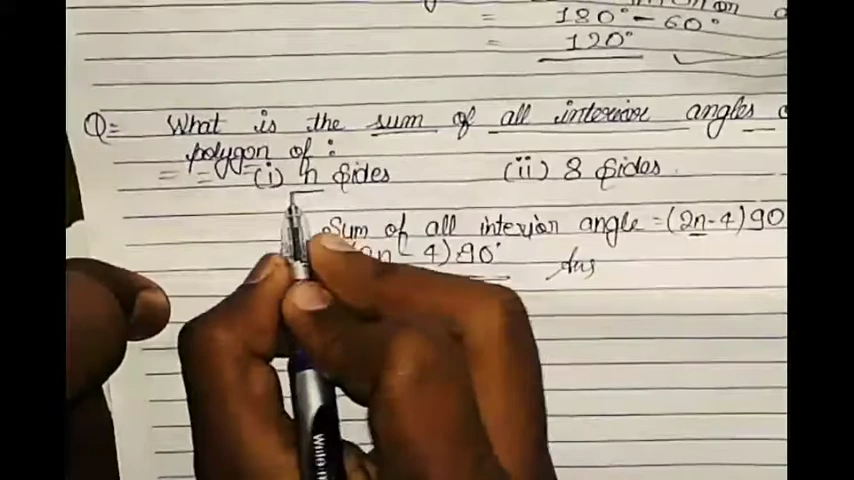 = 180° - 60°
= 120°
Q= What is the sum of all interior angles
polygon of :
(i) n sides (ii) 8 sides.
Sum of all interior angle = (2n-4)90
(2n - 4) 90° Ans